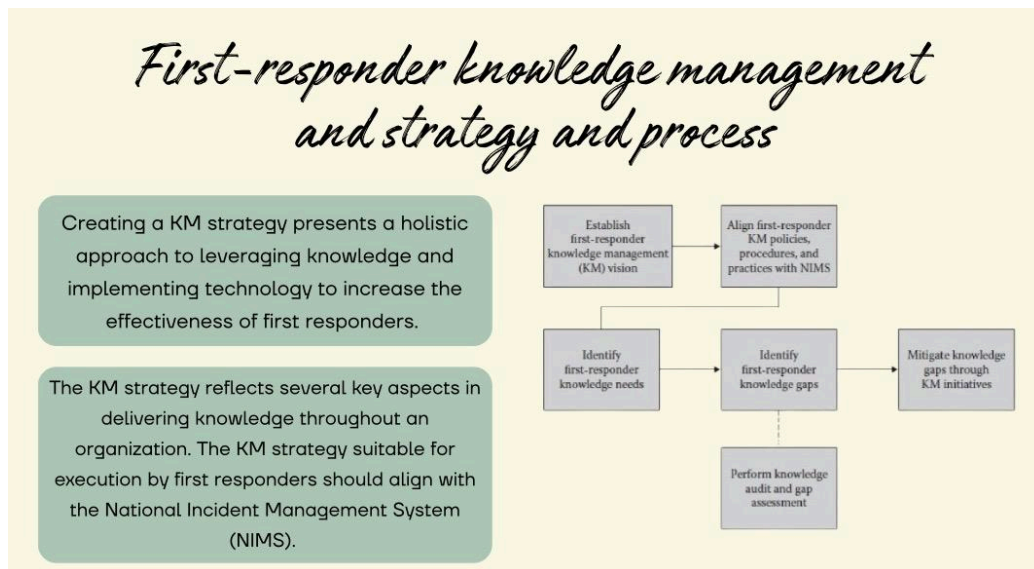 First-responder knowledge management
and strategy and process
Creating a KM strategy presents a holistic
approach to leveraging knowledge and
implementing technology to increase the
effectiveness of first responders.
The KM strategy reflects several key aspects in
delivering knowledge throughout an
organization. The KM strategy suitable for
execution by first responders should align with
the National Incident Management System
(NIMS).
Establish
first-responder
knowledge management
(KM) vision
Align first-responder
KM policies,
procedures, and
practices with NIMS
Identify
first-responder
knowledge needs
Identify
first-responder
knowledge gaps
Mitigate knowledge
gaps through
KM initiatives
Perform knowledge
audit and gap
assessment